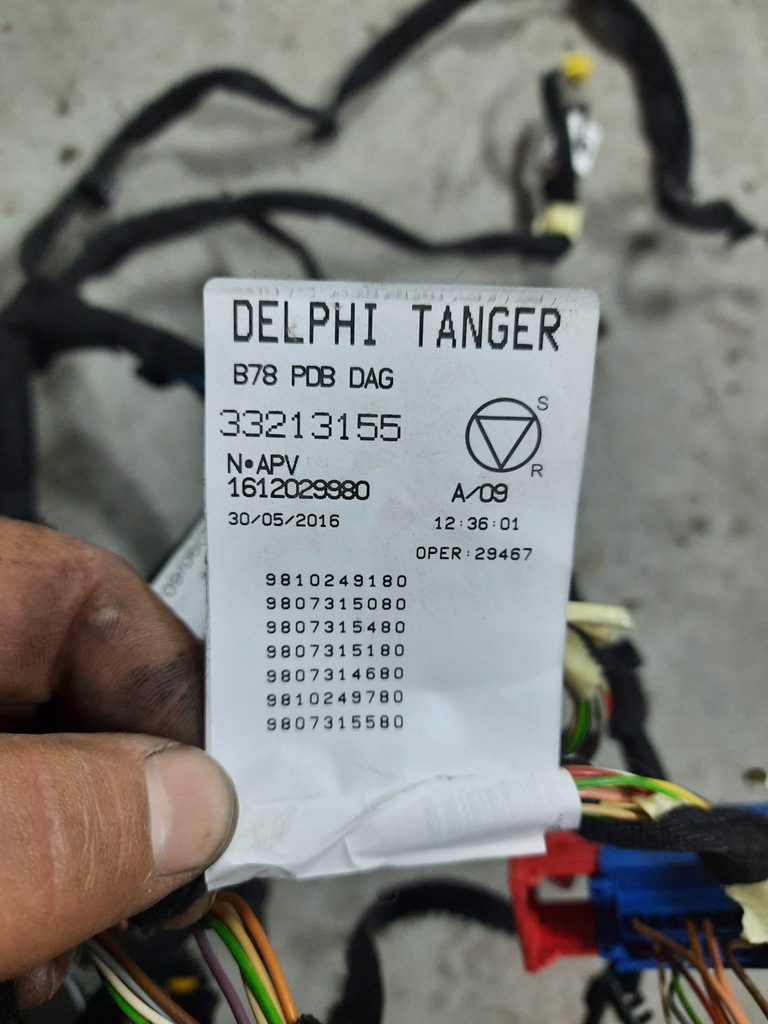 DELPHI TANGER
B78 PDB DAG
33213155
S
R
N•APV
1612029980
A/09
30/05/2016 12:36:01
OPER:29467
9810249180
9807315080
9807315480
9807315180
9807314680
9810249780
9807315580